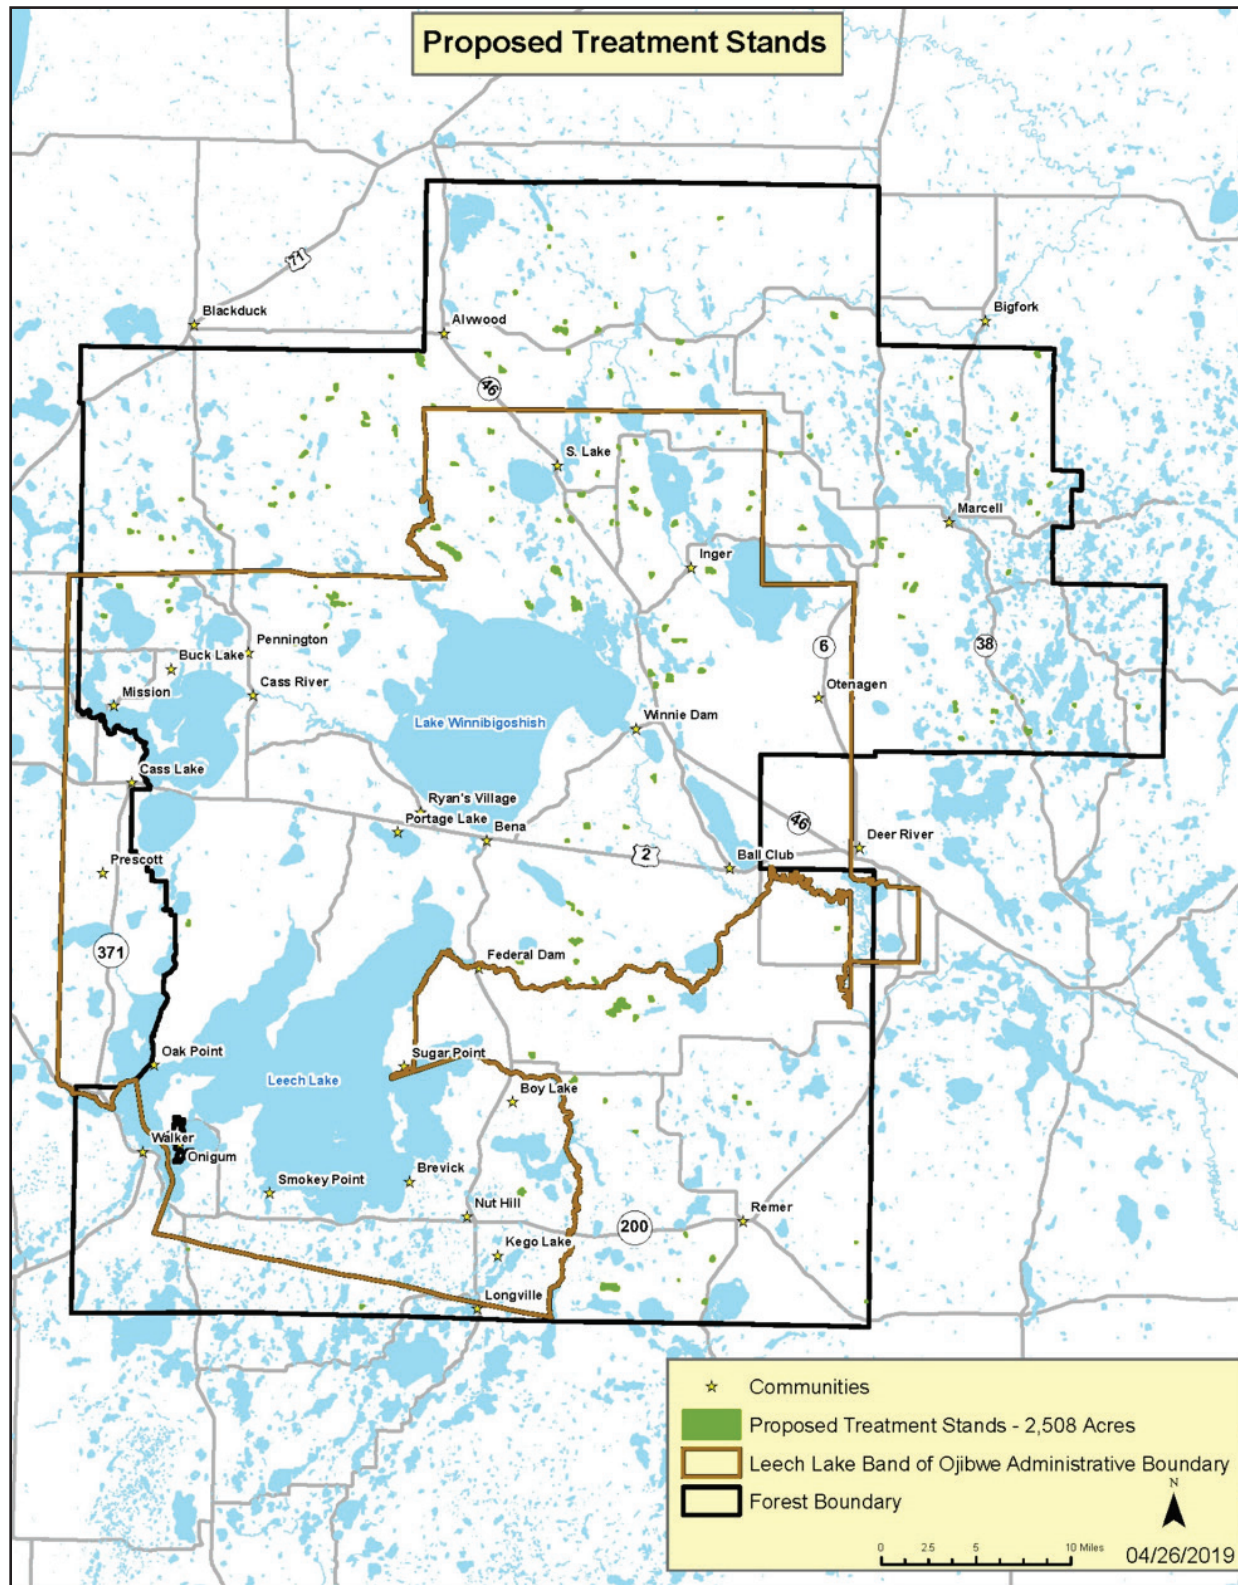 Proposed Treatment Stands
71
Blackduck
Alvwood
Bigfork
46
S. Lake
Marcell
Inger
Pennington
Buck Lake
6
38
Cass River
Otenagen
Mission
Lake Winnibigoshish
Winnie Dam
Cass Lake
Ryan's Village
Portage Lake
Bena
46
Deer River
2
Ball Club
Prescott
371
Federal Dam
Oak Point
Sugar Point
Leech Lake
Boy Lake
Walker
Onigum
Brevick
Smokey Point
Nut Hill
Remer
200
Kego Lake
Longville
Communities
Proposed Treatment Stands - 2,508 Acres
Leech Lake Band of Ojibwe Administrative Boundary
Forest Boundary
N
0 2.5 5 10 Miles
04/26/2019